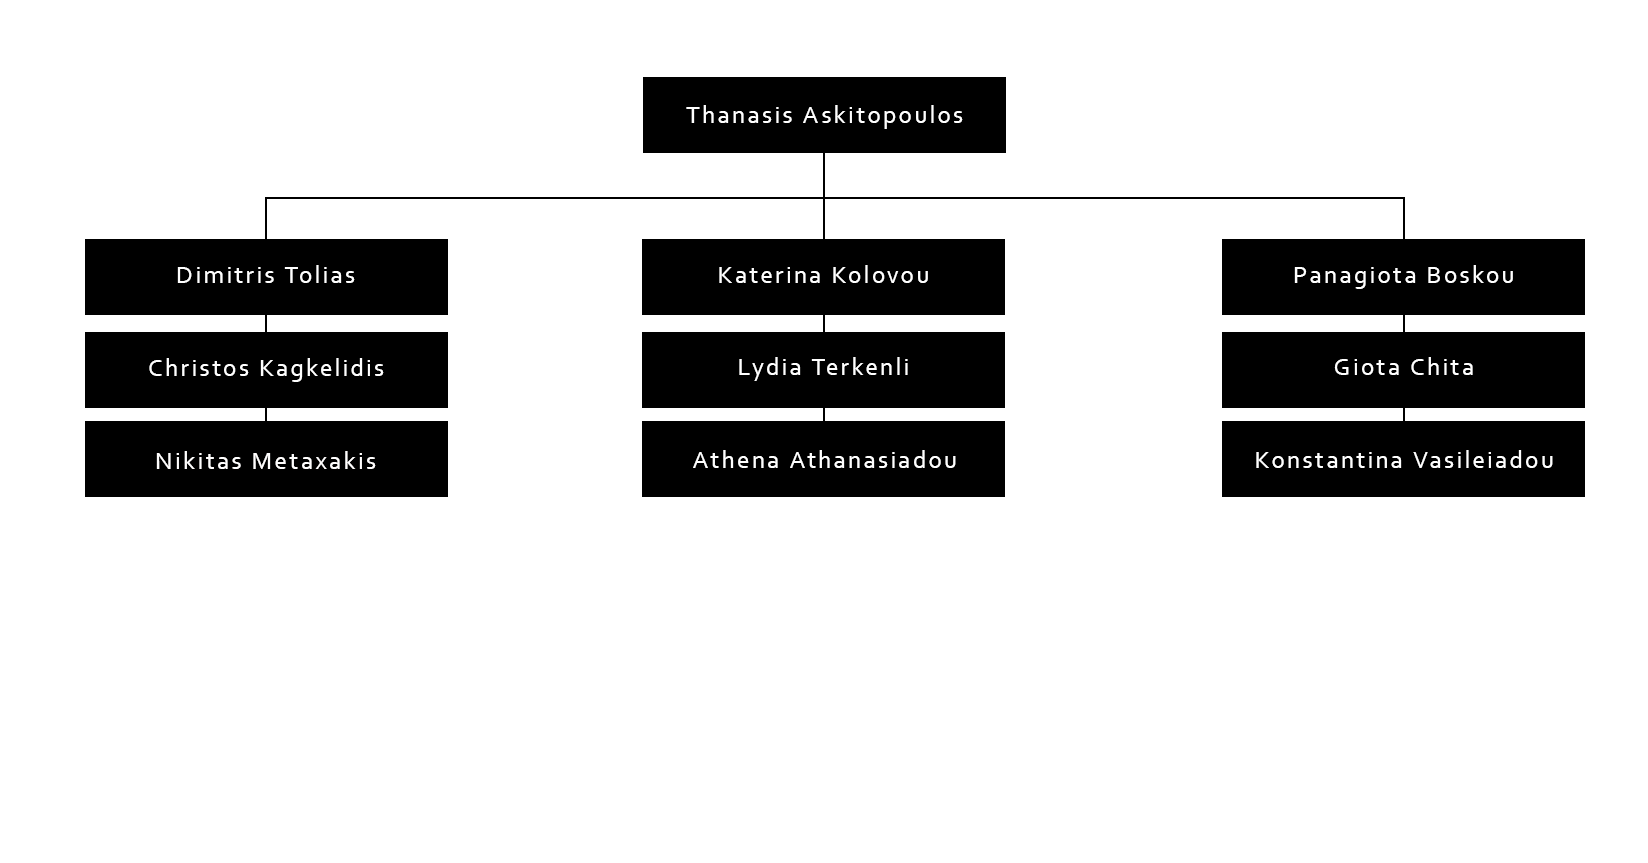 Thanasis Askitopoulos
Dimitris Tolias
Katerina Kolovou
Panagiota Boskou
Christos Kagkelidis
Lydia Terkenli
Giota Chita
Nikitas Metaxakis
Athena Athanasiadou
Konstantina Vasileiadou